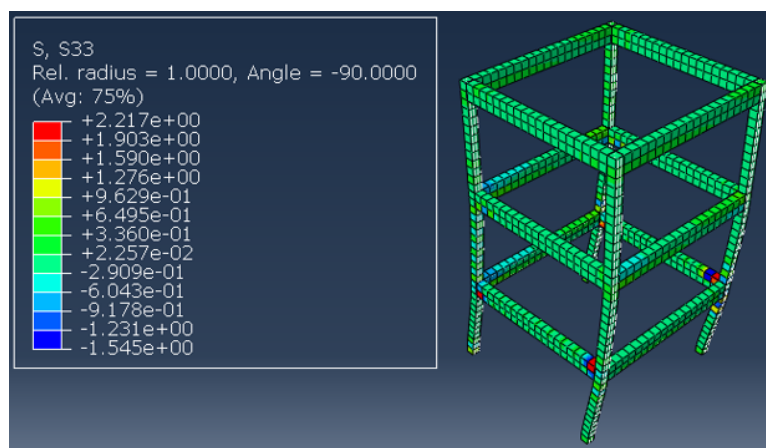 S, S33
Rel. radius = 1.0000, Angle = -90.0000
(Avg: 75%)
+2.217e+00
+1.903e+00
+1.590e+00
+1.276e+00
+9.629e-01
+6.495e-01
+3.360e-01
+2.257e-02
-2.909e-01
-6.043e-01
-9.178e-01
-1.231e+00
-1.545e+00